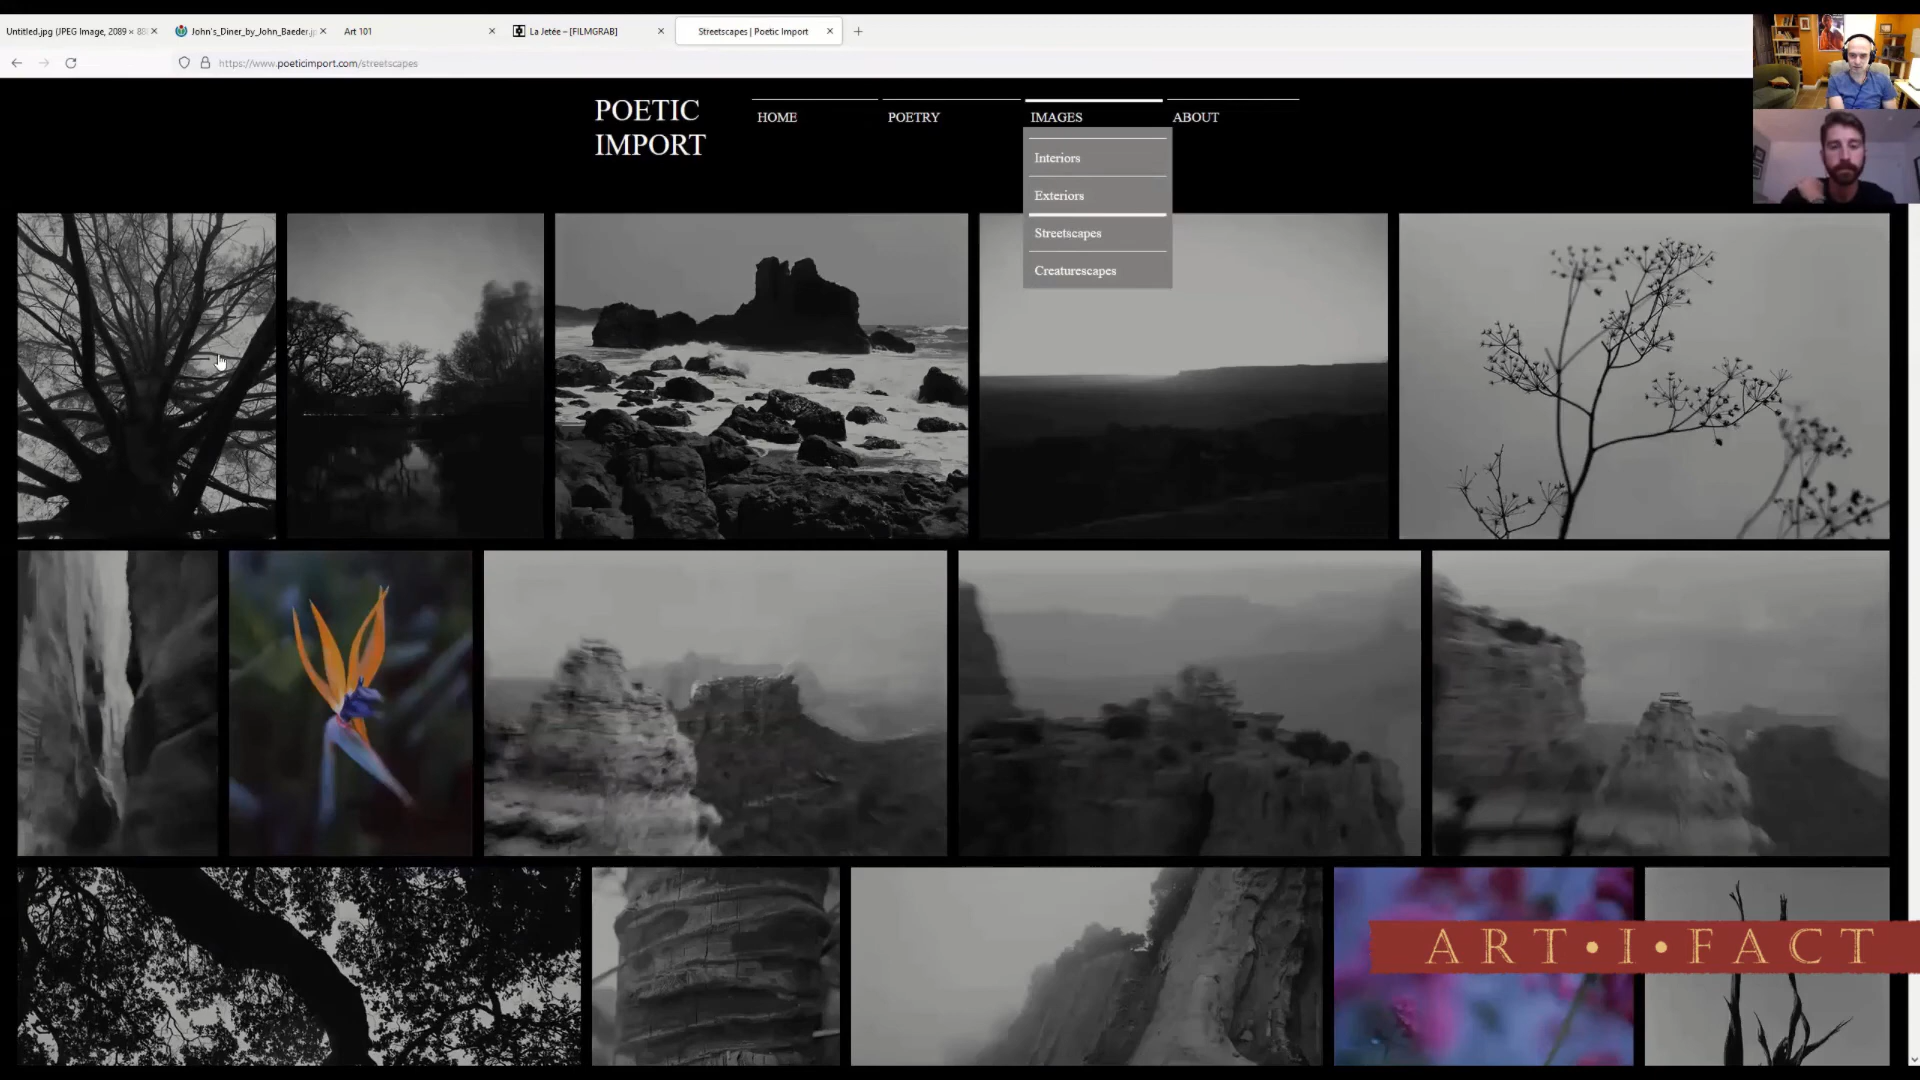 Untitled.jpg (JPEG Image, 2089 × 88
John's_Diner_by_John_Baeder.j
Art 101
La Jetée – [FILMGRAB]
Streetscapes | Poetic Import
https://www.poeticimport.com/streetscapes
POETIC
IMPORT
HOME
POETRY
IMAGES
ABOUT
Interiors
Exteriors
Streetscapes
Creaturescapes
ART•I•FACT